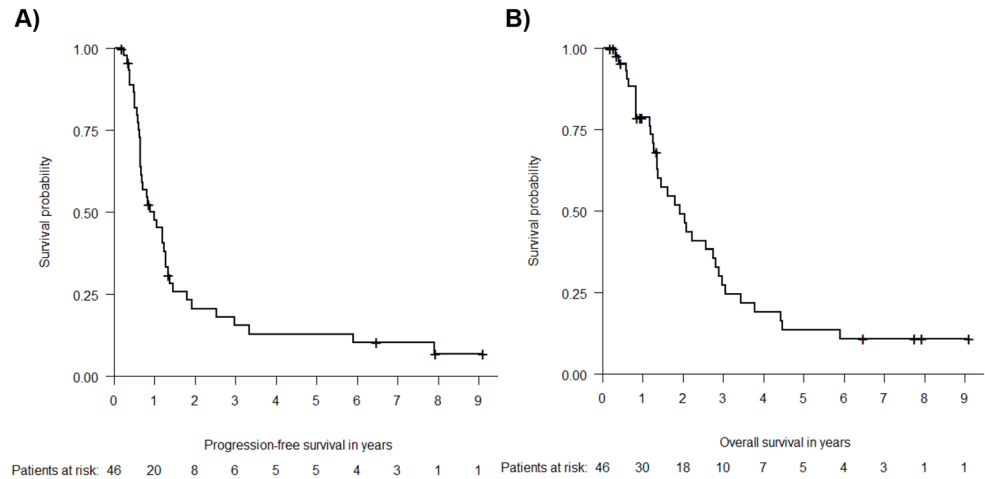 A)
1.00
0.75
0.50
0.25
0.00
Survival probability
0 1 2 3 4 5 6 7 8 9
Progression-free survival in years
Patients at risk: 46 20 8 6 5 5 4 3 1 1
B)
1.00
0.75
0.50
0.25
0.00
Survival probability
0 1 2 3 4 5 6 7 8 9
Overall survival in years
Patients at risk: 46 30 18 10 7 5 4 3 1 1